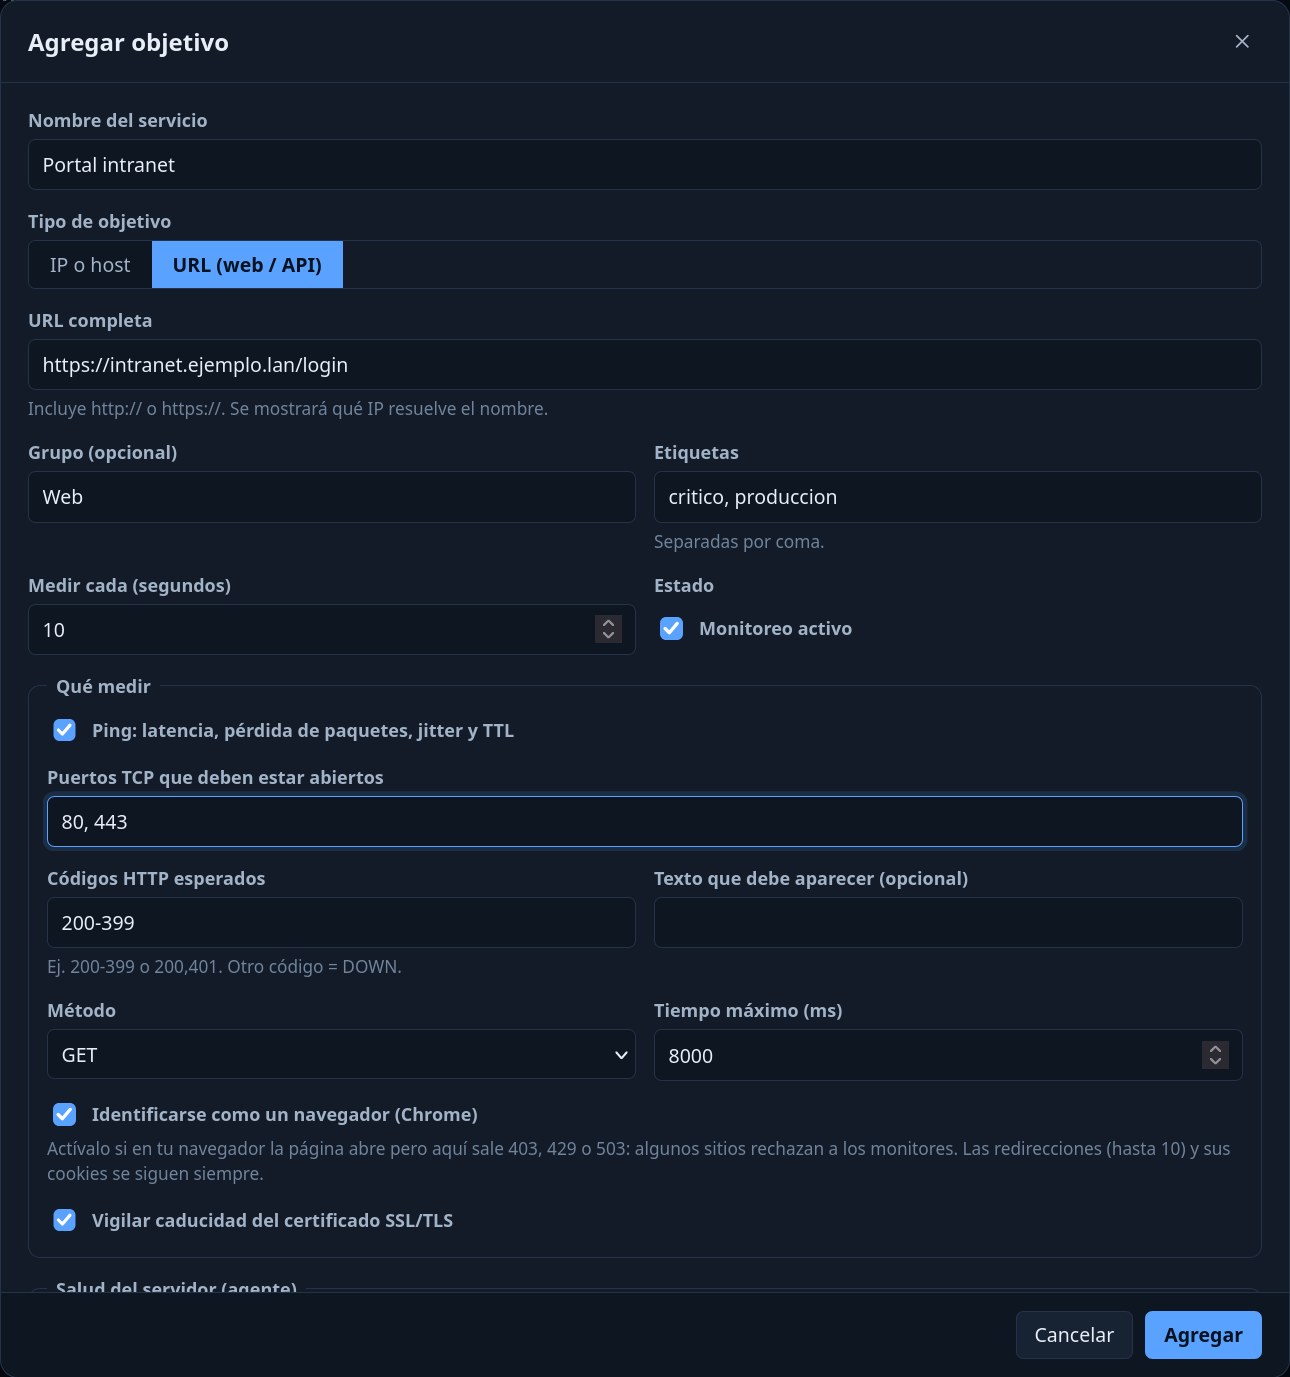 Agregar objetivo
Nombre del servicio
Portal intranet
Tipo de objetivo
IP o host
URL (web / API)
URL completa
https://intranet.ejemplo.lan/login
Incluye http:// o https://. Se mostrará qué IP resuelve el nombre.
Grupo (opcional)
Etiquetas
Web
critico, produccion
Separadas por coma.
Medir cada (segundos)
Estado
10
Monitoreo activo
Qué medir
Ping: latencia, pérdida de paquetes, jitter y TTL
Puertos TCP que deben estar abiertos
80, 443
Códigos HTTP esperados
Texto que debe aparecer (opcional)
200-399
Ej. 200-399 o 200,401. Otro código = DOWN.
Método
Tiempo máximo (ms)
GET
8000
Identificarse como un navegador (Chrome)
Actívalo si en tu navegador la página abre pero aquí sale 403, 429 o 503: algunos sitios rechazan a los monitores. Las redirecciones (hasta 10) y sus
cookies se siguen siempre.
Vigilar caducidad del certificado SSL/TLS
Salud del servidor (agente)
Cancelar
Agregar